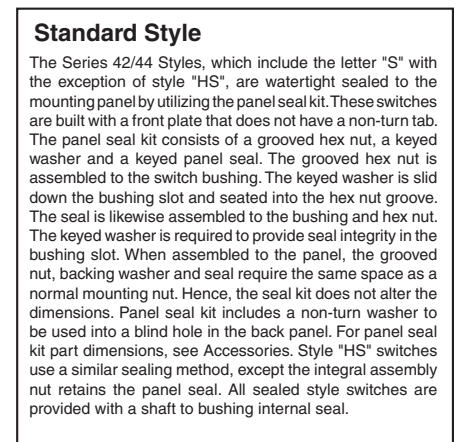 Standard Style
The Series 42/44 Styles, which include the letter "S" with
the exception of style "HS", are watertight sealed to the
mounting panel by utilizing the panel seal kit. These switches
are built with a front plate that does not have a non-turn tab.
The panel seal kit consists of a grooved hex nut, a keyed
washer and a keyed panel seal. The grooved hex nut is
assembled to the switch bushing. The keyed washer is slid
down the bushing slot and seated into the hex nut groove.
The seal is likewise assembled to the bushing and hex nut.
The keyed washer is required to provide seal integrity in the
bushing slot. When assembled to the panel, the grooved
nut, backing washer and seal require the same space as a
normal mounting nut. Hence, the seal kit does not alter the
dimensions. Panel seal kit includes a non-turn washer to
be used into a blind hole in the back panel. For panel seal
kit part dimensions, see Accessories. Style "HS" switches
use a similar sealing method, except the integral assembly
nut retains the panel seal. All sealed style switches are
provided with a shaft to bushing internal seal.